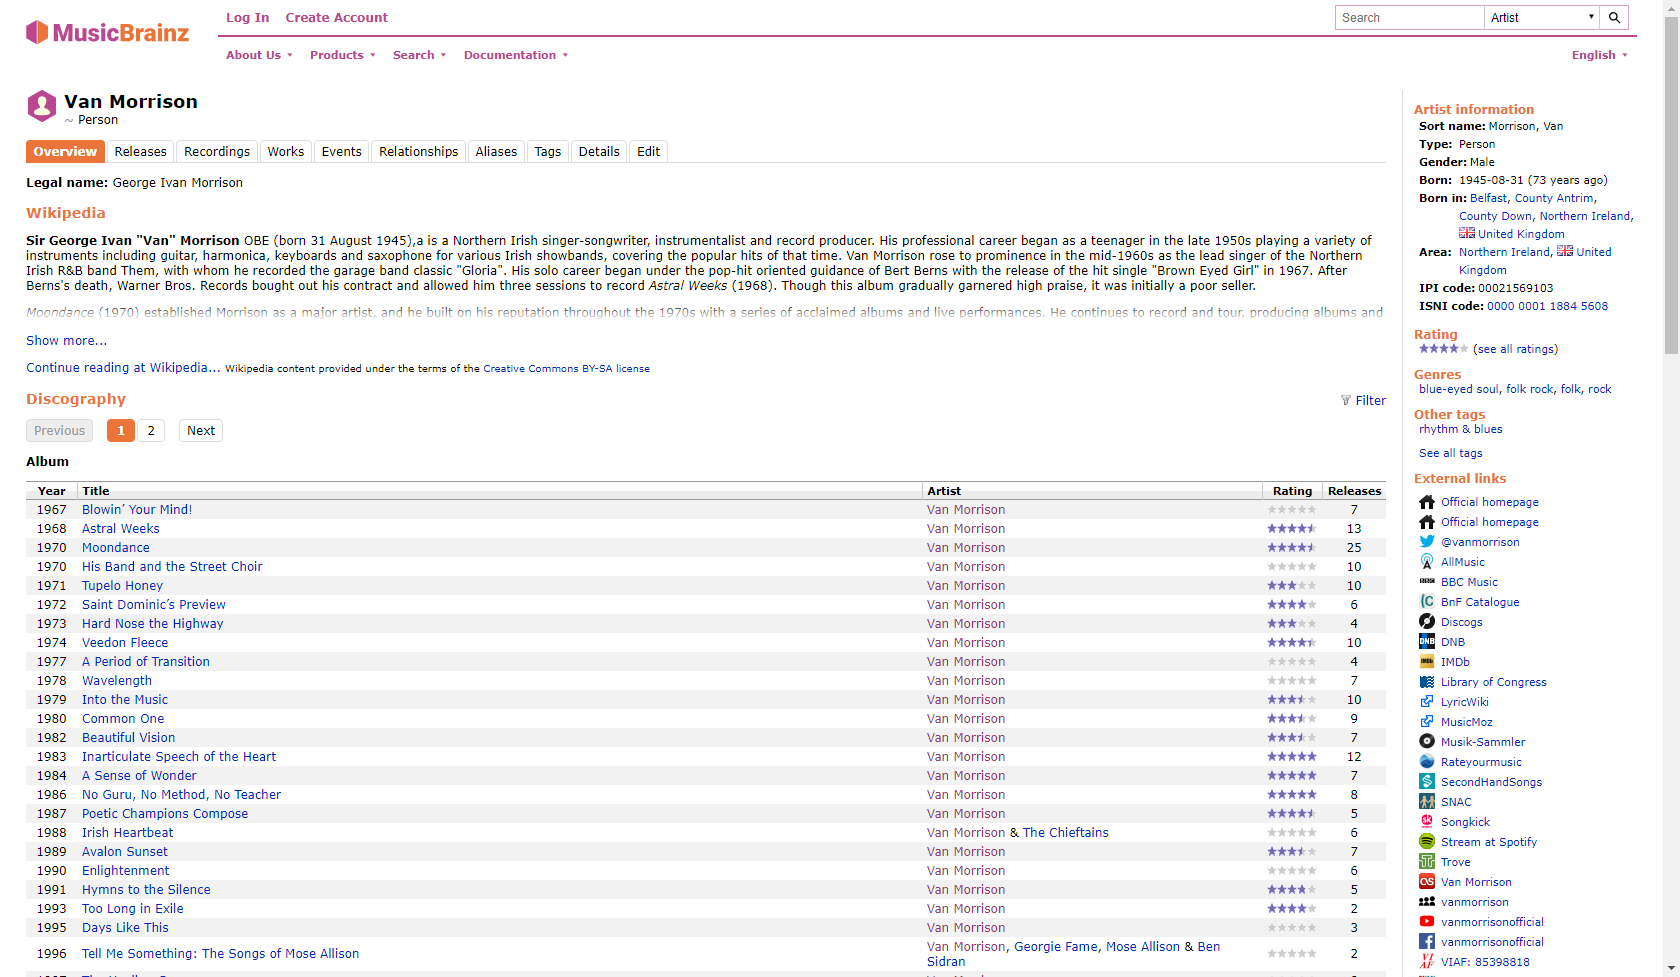 MusicBrainz
Log In Create Account
Search Artist
About Us Products Search Documentation English
Van Morrison
~ Person
Overview Releases Recordings Works Events Relationships Aliases Tags Details Edit
Legal name: George Ivan Morrison
Wikipedia
Sir George Ivan "Van" Morrison OBE (born 31 August 1945),a is a Northern Irish singer-songwriter, instrumentalist and record producer. His professional career began as a teenager in the late 1950s playing a variety of
instruments including guitar, harmonica, keyboards and saxophone for various Irish showbands, covering the popular hits of that time. Van Morrison rose to prominence in the mid-1960s as the lead singer of the Northern
Irish R&B band Them, with whom he recorded the garage band classic "Gloria". His solo career began under the pop-hit oriented guidance of Bert Berns with the release of the hit single "Brown Eyed Girl" in 1967. After
Berns's death, Warner Bros. Records bought out his contract and allowed him three sessions to record Astral Weeks (1968). Though this album gradually garnered high praise, it was initially a poor seller.
Moondance (1970) established Morrison as a major artist, and he built on his reputation throughout the 1970s with a series of acclaimed albums and live performances. He continues to record and tour, producing albums and
Show more...
Continue reading at Wikipedia... Wikipedia content provided under the terms of the Creative Commons BY-SA license
Discography
Filter
Previous 1 2 Next
Album
Year Title Artist Rating Releases
1967 Blowin’ Your Mind! Van Morrison 7
1968 Astral Weeks Van Morrison 13
1970 Moondance Van Morrison 25
1970 His Band and the Street Choir Van Morrison 10
1971 Tupelo Honey Van Morrison 10
1972 Saint Dominic’s Preview Van Morrison 6
1973 Hard Nose the Highway Van Morrison 4
1974 Veedon Fleece Van Morrison 10
1977 A Period of Transition Van Morrison 4
1978 Wavelength Van Morrison 7
1979 Into the Music Van Morrison 10
1980 Common One Van Morrison 9
1982 Beautiful Vision Van Morrison 7
1983 Inarticulate Speech of the Heart Van Morrison 12
1984 A Sense of Wonder Van Morrison 7
1986 No Guru, No Method, No Teacher Van Morrison 8
1987 Poetic Champions Compose Van Morrison 5
1988 Irish Heartbeat Van Morrison & The Chieftains 6
1989 Avalon Sunset Van Morrison 7
1990 Enlightenment Van Morrison 6
1991 Hymns to the Silence Van Morrison 5
1993 Too Long in Exile Van Morrison 2
1995 Days Like This Van Morrison 3
1996 Tell Me Something: The Songs of Mose Allison Van Morrison, Georgie Fame, Mose Allison & Ben 2
Sidran
Artist information
Sort name: Morrison, Van
Type: Person
Gender: Male
Born: 1945-08-31 (73 years ago)
Born in: Belfast, County Antrim,
County Down, Northern Ireland,
United Kingdom
Area: Northern Ireland, United
Kingdom
IPI code: 00021569103
ISNI code: 0000 0001 1884 5608
Rating
(see all ratings)
Genres
blue-eyed soul, folk rock, folk, rock
Other tags
rhythm & blues
See all tags
External links
Official homepage
Official homepage
@vanmorrison
AllMusic
BBC Music
BnF Catalogue
Discogs
DNB
IMDb
Library of Congress
LyricWiki
MusicMoz
Musik-Sammler
Rateyourmusic
SecondHandSongs
SNAC
Songkick
Stream at Spotify
Trove
Van Morrison
vanmorrison
vanmorrisonofficial
vanmorrisonofficial
VIAF: 85398818